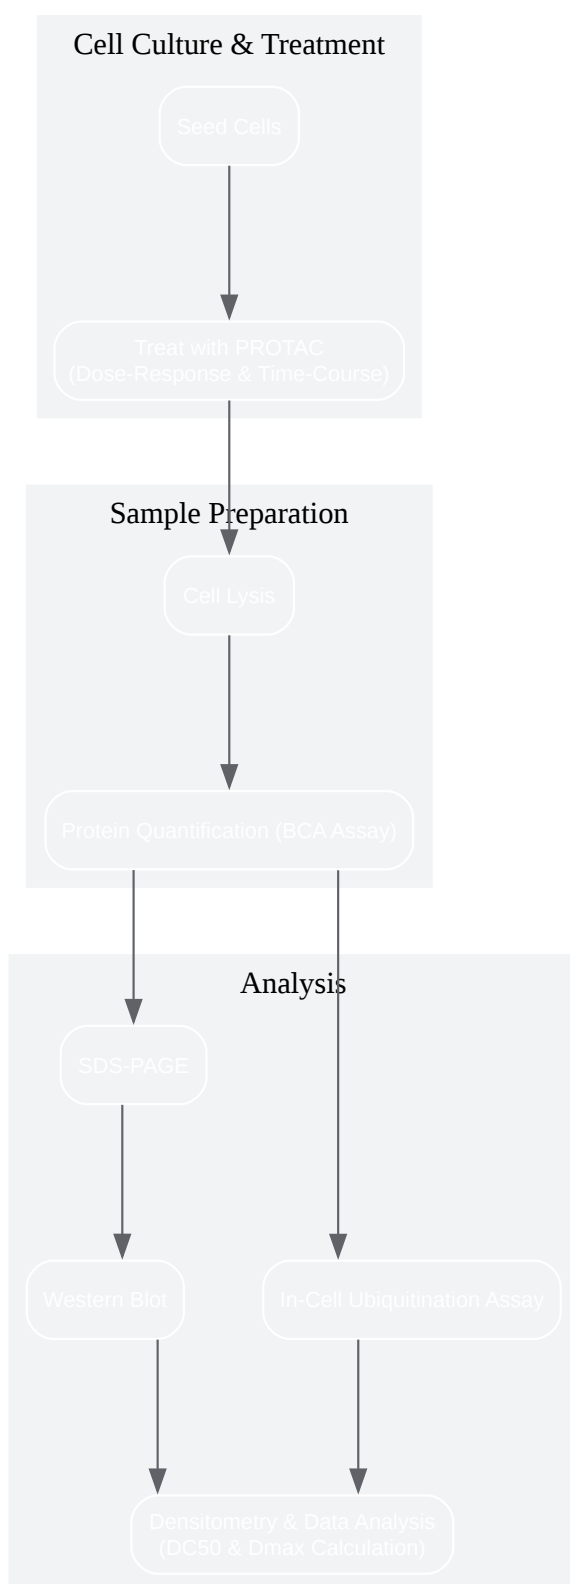 Cell Culture & Treatment
Seed Cells
Treat with PROTAC
(Dose-Response & Time-Course)
Sample Preparation
Cell Lysis
Protein Quantification (BCA Assay)
Analysis
SDS-PAGE
Western Blot
In-Cell Ubiquitination Assay
Densitometry & Data Analysis
(DC50 & Dmax Calculation)